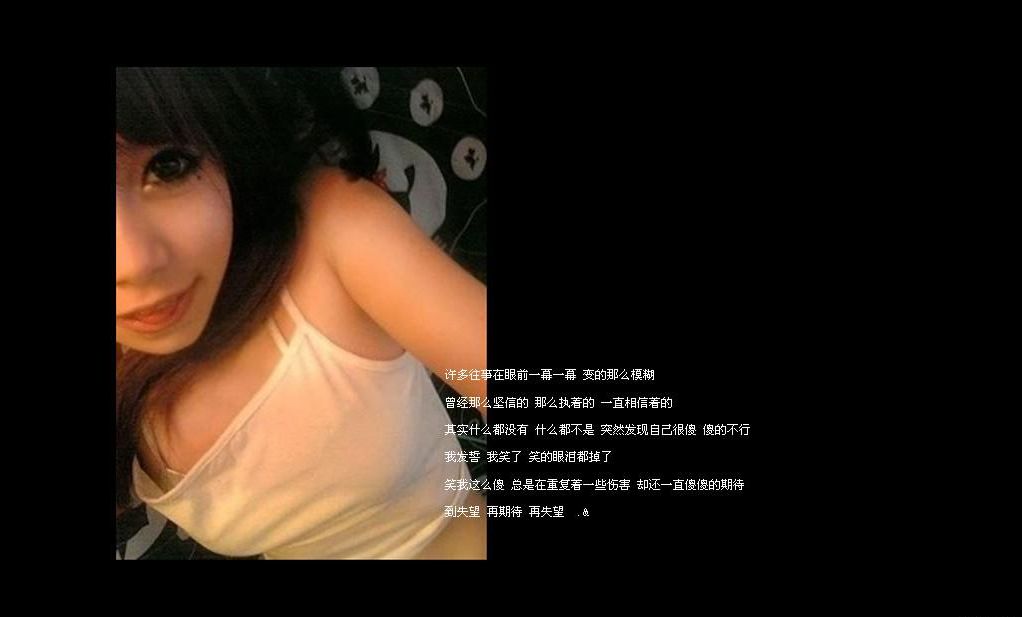 许多往事在眼前一幕一幕 变的那么模糊
曾经那么坚信的 那么执着的 一直相信着的
其实什么都没有 什么都不是 突然发现自己很傻 傻的不行
我发誓 我笑了 笑的眼泪都掉了
笑我这么傻 总是在重复着一些伤害 却还一直傻傻的期待
到失望 再期待 再失望 .&